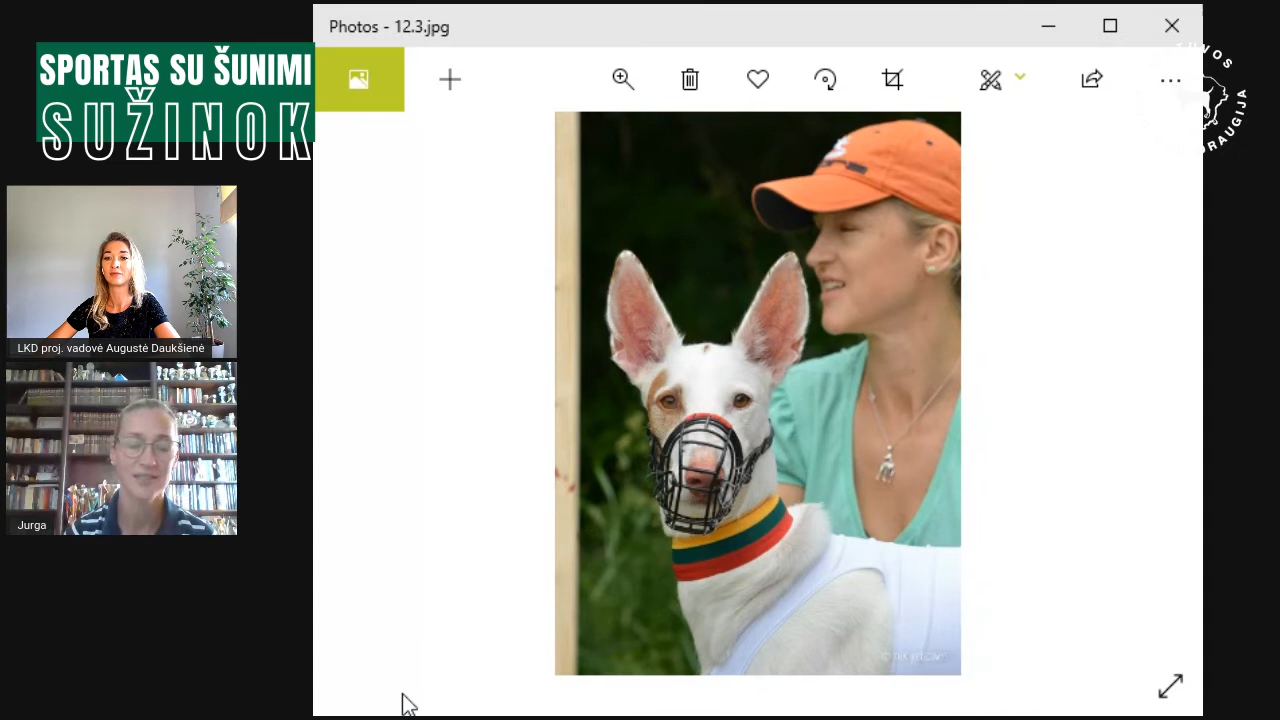 Photos - 12.3.jpg
SPORTAS SU ŠUNIMI
SUŽINOK
LKD proj. vadovė Augustė Daukšienė
Jurga